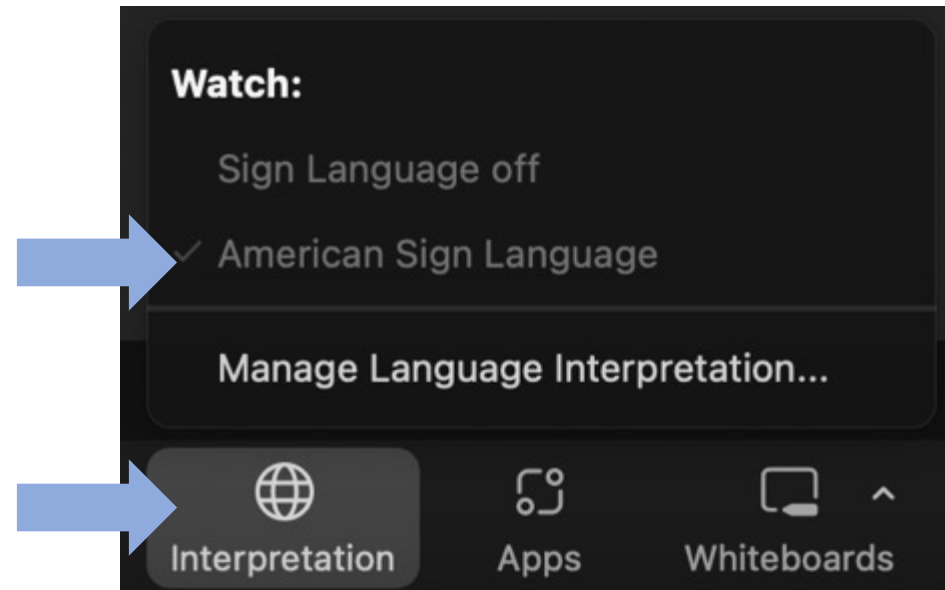 Watch:
Sign Language off
American Sign Language
Manage Language Interpretation...
Interpretation Apps Whiteboards